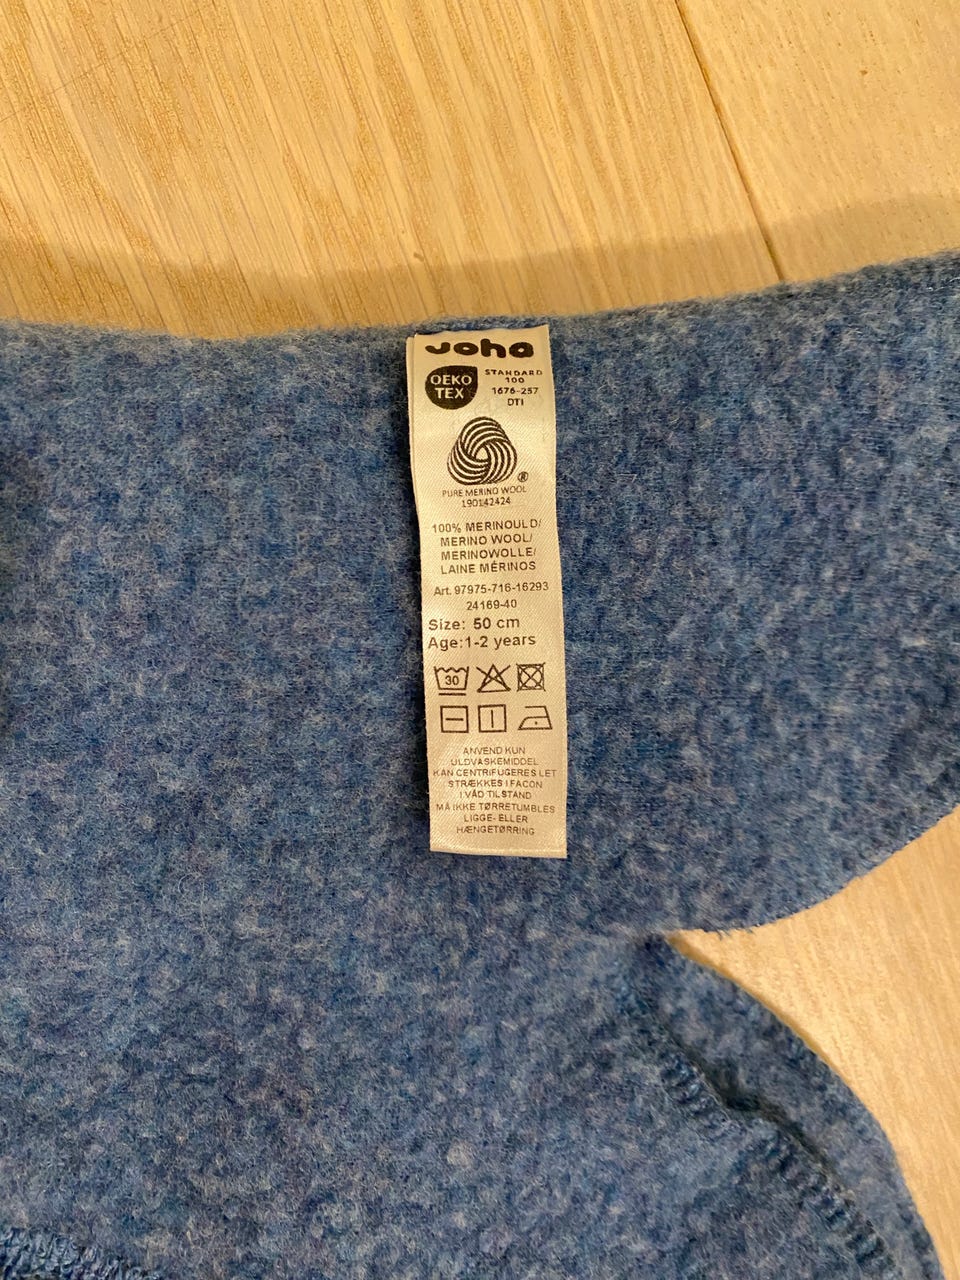 Joha
OEKO
TEX
STANDARD
100
1676-257
DTI
®
PURE MERINO WOOL
190142424
100% MERINOULD/
MERINO WOOL/
MERINOWOLLE/
LAINE MÉRINOS
Art. 97975-716-16293
24169-40
Size: 50 cm
Age:1-2 years
30
ANVEND KUN
ULDVASKEMIDDEL
KAN CENTRIFUGERES LET
STRÆKKES I FACON
I VÅD TILSTAND
MÅ IKKE TØRRETUMBLES
LIGGE- ELLER
HÆNGETØRRING